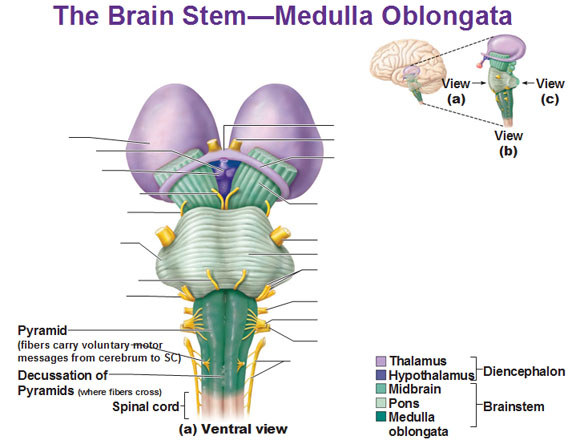 The Brain Stem—Medulla Oblongata
View
(a)
View
(c)
View
(b)
Pyramid
(fibers carry voluntary motor
messages from cerebrum to SC)
Decussation of
Pyramids (where fibers cross)
Spinal cord
(a) Ventral view
Thalamus
Hypothalamus
Diencephalon
Midbrain
Pons
Medulla
oblongata
Brainstem